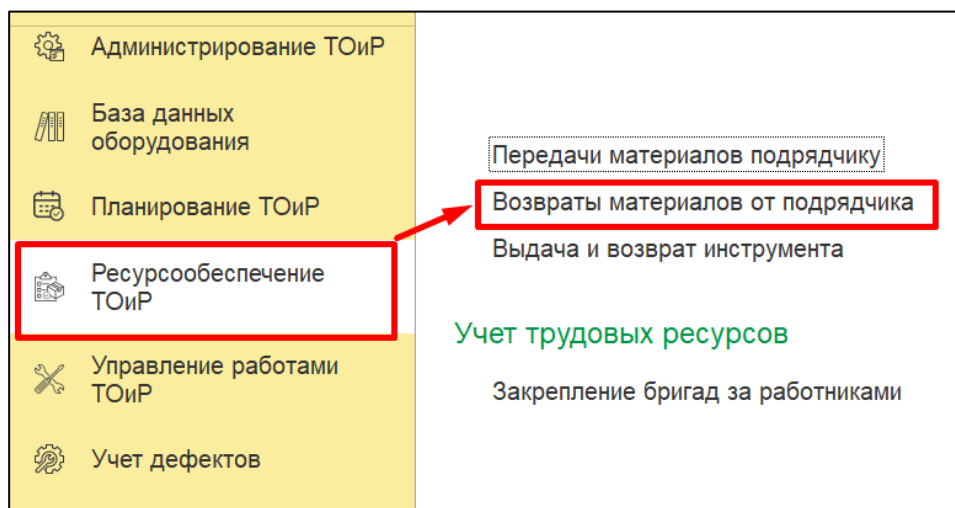 Администрирование ТОиР
База данных
оборудования
Планирование ТОиР
Ресурсообеспечение
ТОиР
Управление работами
ТОиР
Учет дефектов
Передачи материалов подрядчику
Возвраты материалов от подрядчика
Выдача и возврат инструмента
Учет трудовых ресурсов
Закрепление бригад за работниками